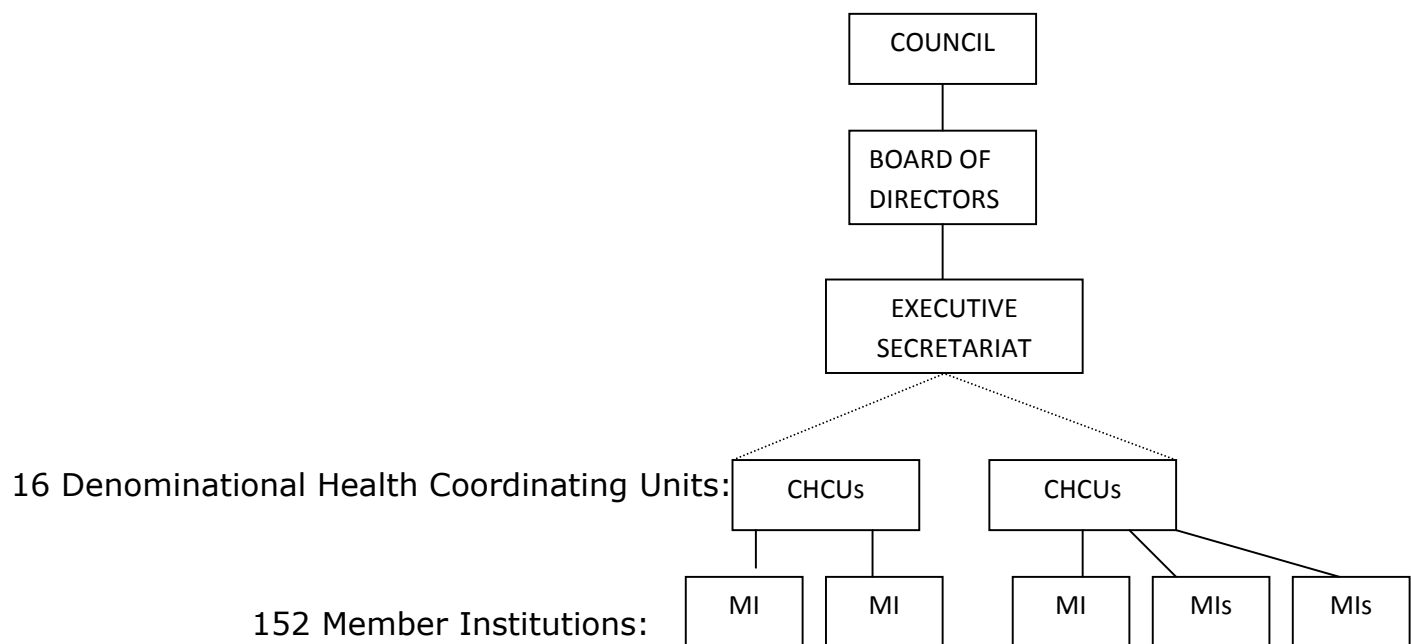 COUNCIL
BOARD OF
DIRECTORS
EXECUTIVE
SECRETARIAT
16 Denominational Health Coordinating Units:
CHCUs
CHCUs
152 Member Institutions:
MI
MI
MI
MIs
MIs